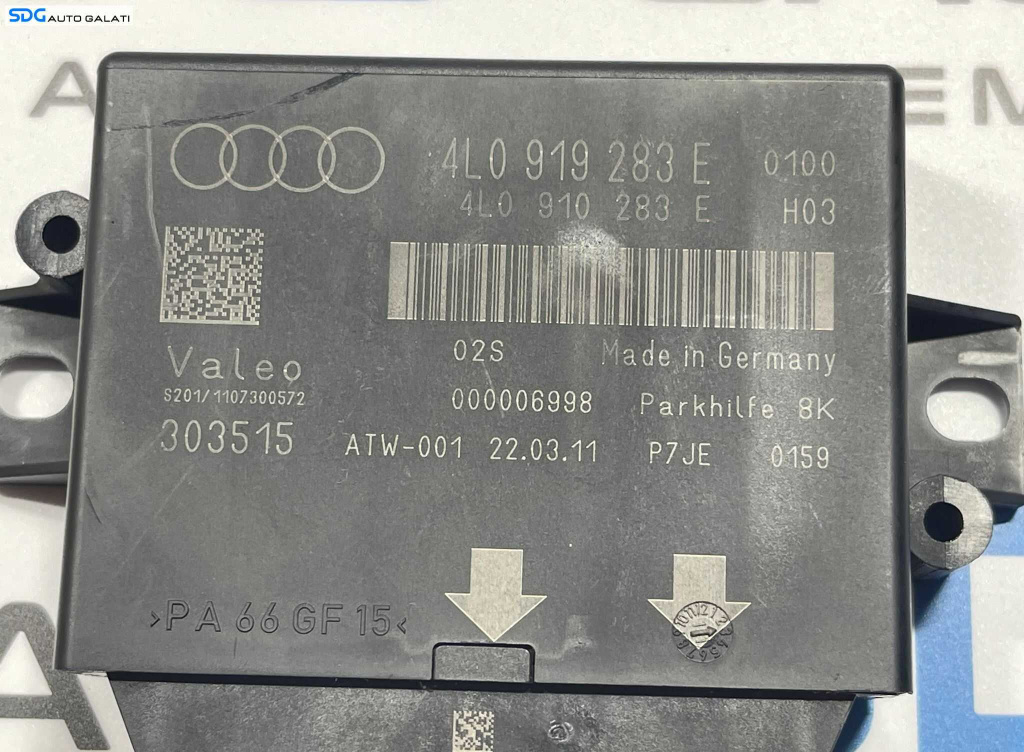 SDG AUTO GALATI
4L0 919 283 E 0100
4L0 910 283 E H03
02S Made in Germany
Valeo
S201/1107300572
000006998 Parkhilfe 8K
303515 ATW-001 22.03.11 P7JE 0159
>PA 66 GF 15<